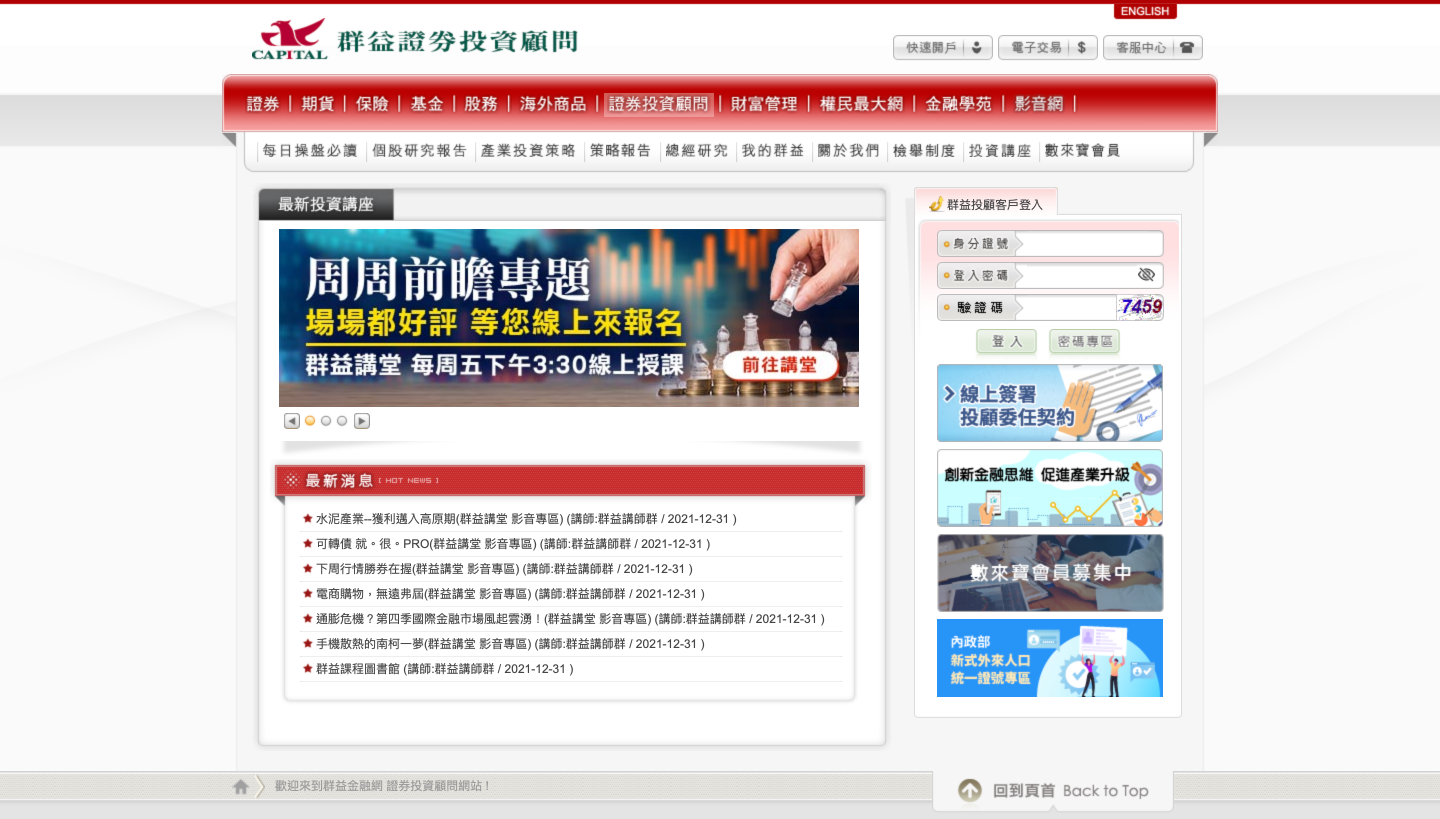 ENGLISH
CAPITAL 群益證券投資顧問
快速開戶 電子交易 $ 客服中心
證券 | 期貨 | 保險 | 基金 | 股務 | 海外商品 | 證券投資顧問 | 財富管理 | 權民最大網 | 金融學苑 | 影音網 |
每日操盤必讀 個股研究報告 產業投資策略 策略報告 總經研究 我的群益 關於我們 檢舉制度 投資講座 數來寶會員
最新投資講座
周周前瞻專題
場場都好評 等您線上來報名
群益講堂 每周五下午3:30線上授課
前往講堂
最新消息 [ HOT NEWS ]
水泥產業–獲利邁入高原期(群益講堂 影音專區) (講師:群益講師群 / 2021-12-31 )
可轉債 就。很。PRO(群益講堂 影音專區) (講師:群益講師群 / 2021-12-31 )
下周行情勝券在握(群益講堂 影音專區) (講師:群益講師群 / 2021-12-31 )
電商購物，無遠弗屆(群益講堂 影音專區) (講師:群益講師群 / 2021-12-31 )
通膨危機？第四季國際金融市場風起雲湧！(群益講堂 影音專區) (講師:群益講師群 / 2021-12-31 )
手機散熱的南柯一夢(群益講堂 影音專區) (講師:群益講師群 / 2021-12-31 )
群益課程圖書館 (講師:群益講師群 / 2021-12-31 )
群益投顧客戶登入
身分證號
登入密碼
驗證碼 7459
登入 密碼專區
線上簽署
投顧委任契約
創新金融思維 促進產業升級
數來寶會員募集中
內政部
新式外來人口
統一證號專區
歡迎來到群益金融網 證券投資顧問網站 !
回到頁首 Back to Top